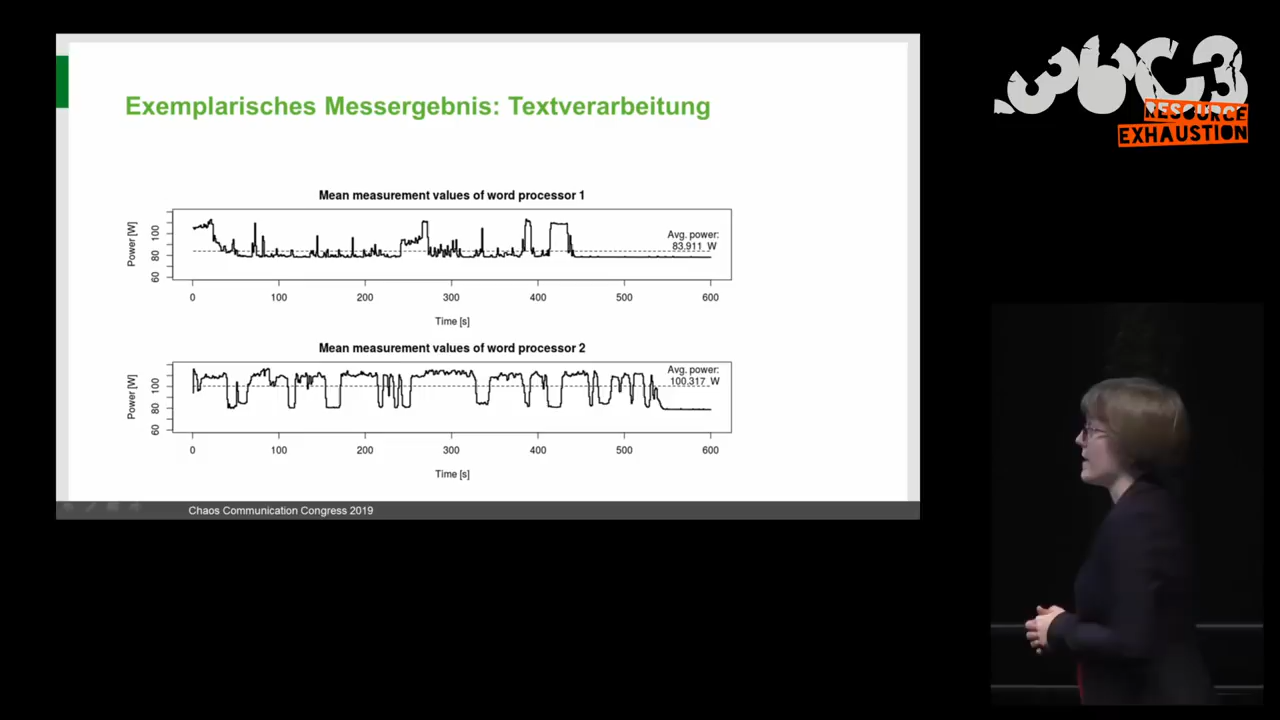 Exemplarisches Messergebnis: Textverarbeitung
Mean measurement values of word processor 1
Power [W]
60
80
100
Avg. power:
83.911 W
0 100 200 300 400 500 600
Time [s]
Mean measurement values of word processor 2
Power [W]
60
80
100
Avg. power:
100.317 W
0 100 200 300 400 500 600
Time [s]
Chaos Communication Congress 2019
36C3
RESOURCE
EXHAUSTION